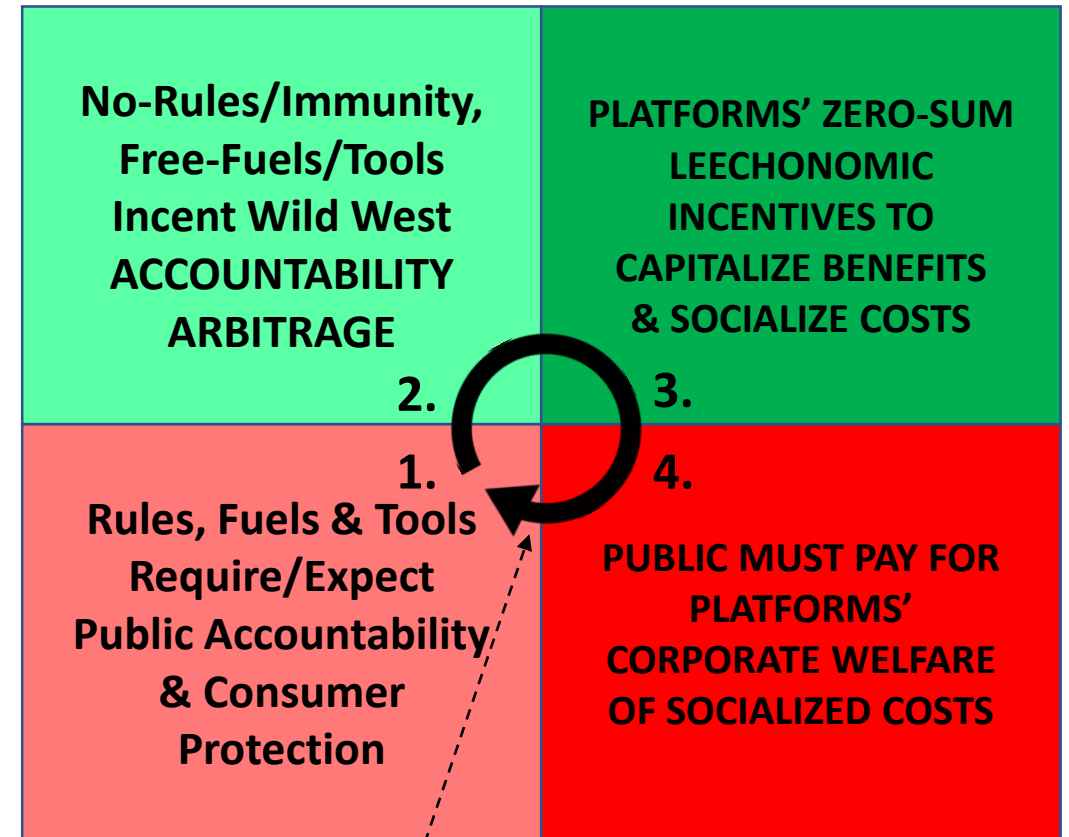 No-Rules/Immunity,
Free-Fuels/Tools
Incent Wild West
ACCOUNTABILITY
ARBITRAGE
2.
PLATFORMS’ ZERO-SUM
LEECHONOMIC
INCENTIVES TO
CAPITALIZE BENEFITS
& SOCIALIZE COSTS
3.
1.
Rules, Fuels & Tools
Require/Expect
Public Accountability
& Consumer
Protection
4.
PUBLIC MUST PAY FOR
PLATFORMS’
CORPORATE WELFARE
OF SOCIALIZED COSTS